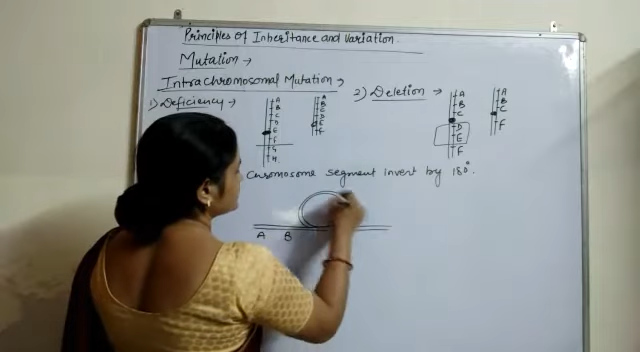 Principles of Inheritance and Variation.
Mutation →
Intrachromosomal Mutation →
1) Deficiency →
A
B
C
D
E
F
G
H.
A
B
C
D
E
F
2) Deletion →
A
B
C
D
E
F
A
B
C
F
Chromosome segment invert by 180°.
A B